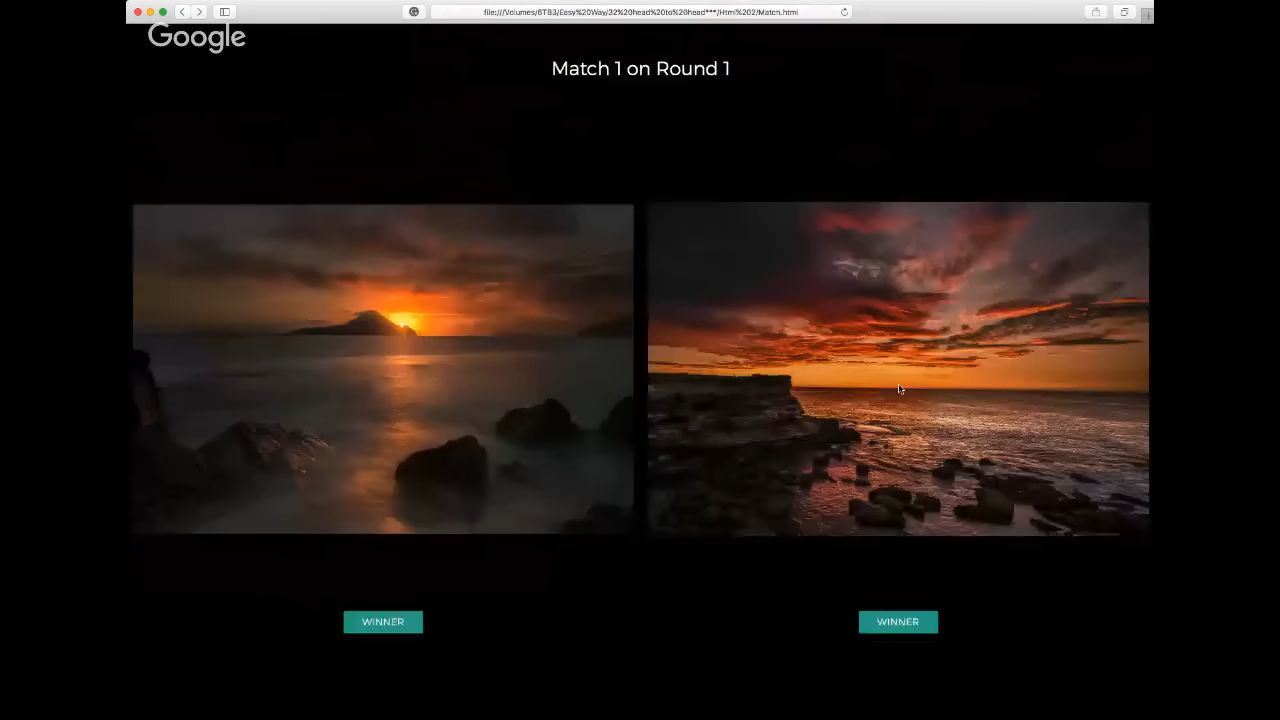 file:///Volumes/6TB3/Easy%20Way/32%20head%20to%20head***/Html%202/Match.html
Google
Match 1 on Round 1
WINNER
WINNER